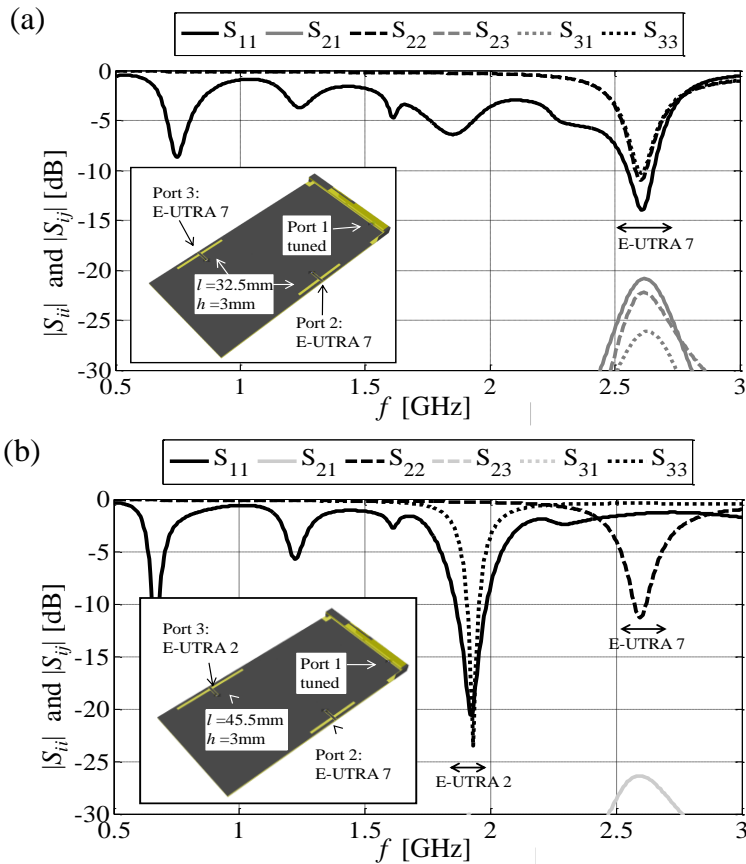 (a)
S11 S21 S22 S23 S31 S33
0
-5
-10
-15
-20
-25
-30
|Sii| and |Sij| [dB]
Port 3:
E-UTRA 7
Port 1
tuned
l =32.5mm
h =3mm
Port 2:
E-UTRA 7
E-UTRA 7
0.5 1 1.5 2 2.5 3
f [GHz]
(b)
S11 S21 S22 S23 S31 S33
0
-5
-10
-15
-20
-25
-30
|Sii| and |Sij| [dB]
Port 3:
E-UTRA 2
Port 1
tuned
l =45.5mm
h =3mm
Port 2:
E-UTRA 7
E-UTRA 7
E-UTRA 2
0.5 1 1.5 2 2.5 3
f [GHz]